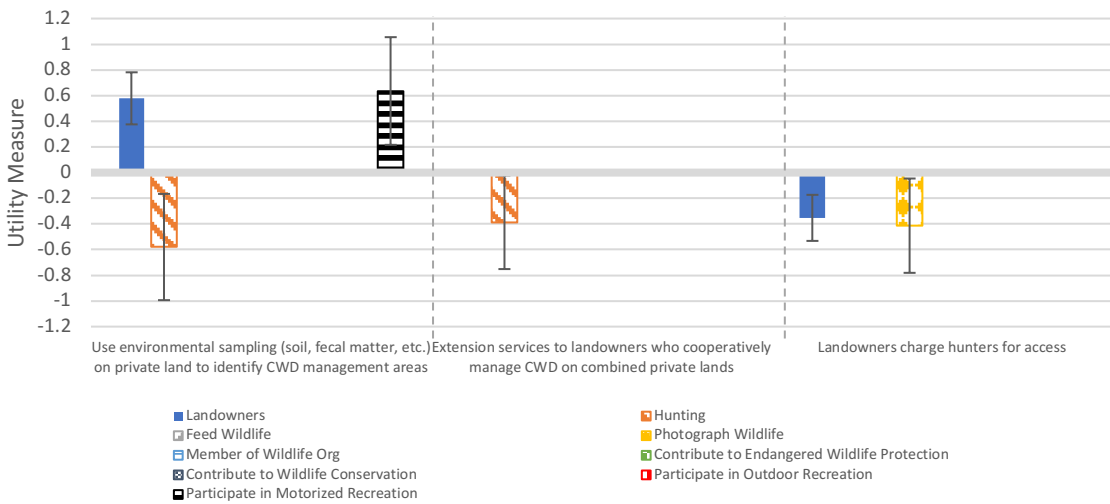 1.2
1
0.8
0.6
0.4
0.2
0
-0.2
-0.4
-0.6
-0.8
-1
-1.2
Utility Measure
Use environmental sampling (soil, fecal matter, etc.)
on private land to identify CWD management areas
Extension services to landowners who cooperatively
manage CWD on combined private lands
Landowners charge hunters for access
Landowners
Hunting
Feed Wildlife
Photograph Wildlife
Member of Wildlife Org
Contribute to Endangered Wildlife Protection
Contribute to Wildlife Conservation
Participate in Outdoor Recreation
Participate in Motorized Recreation